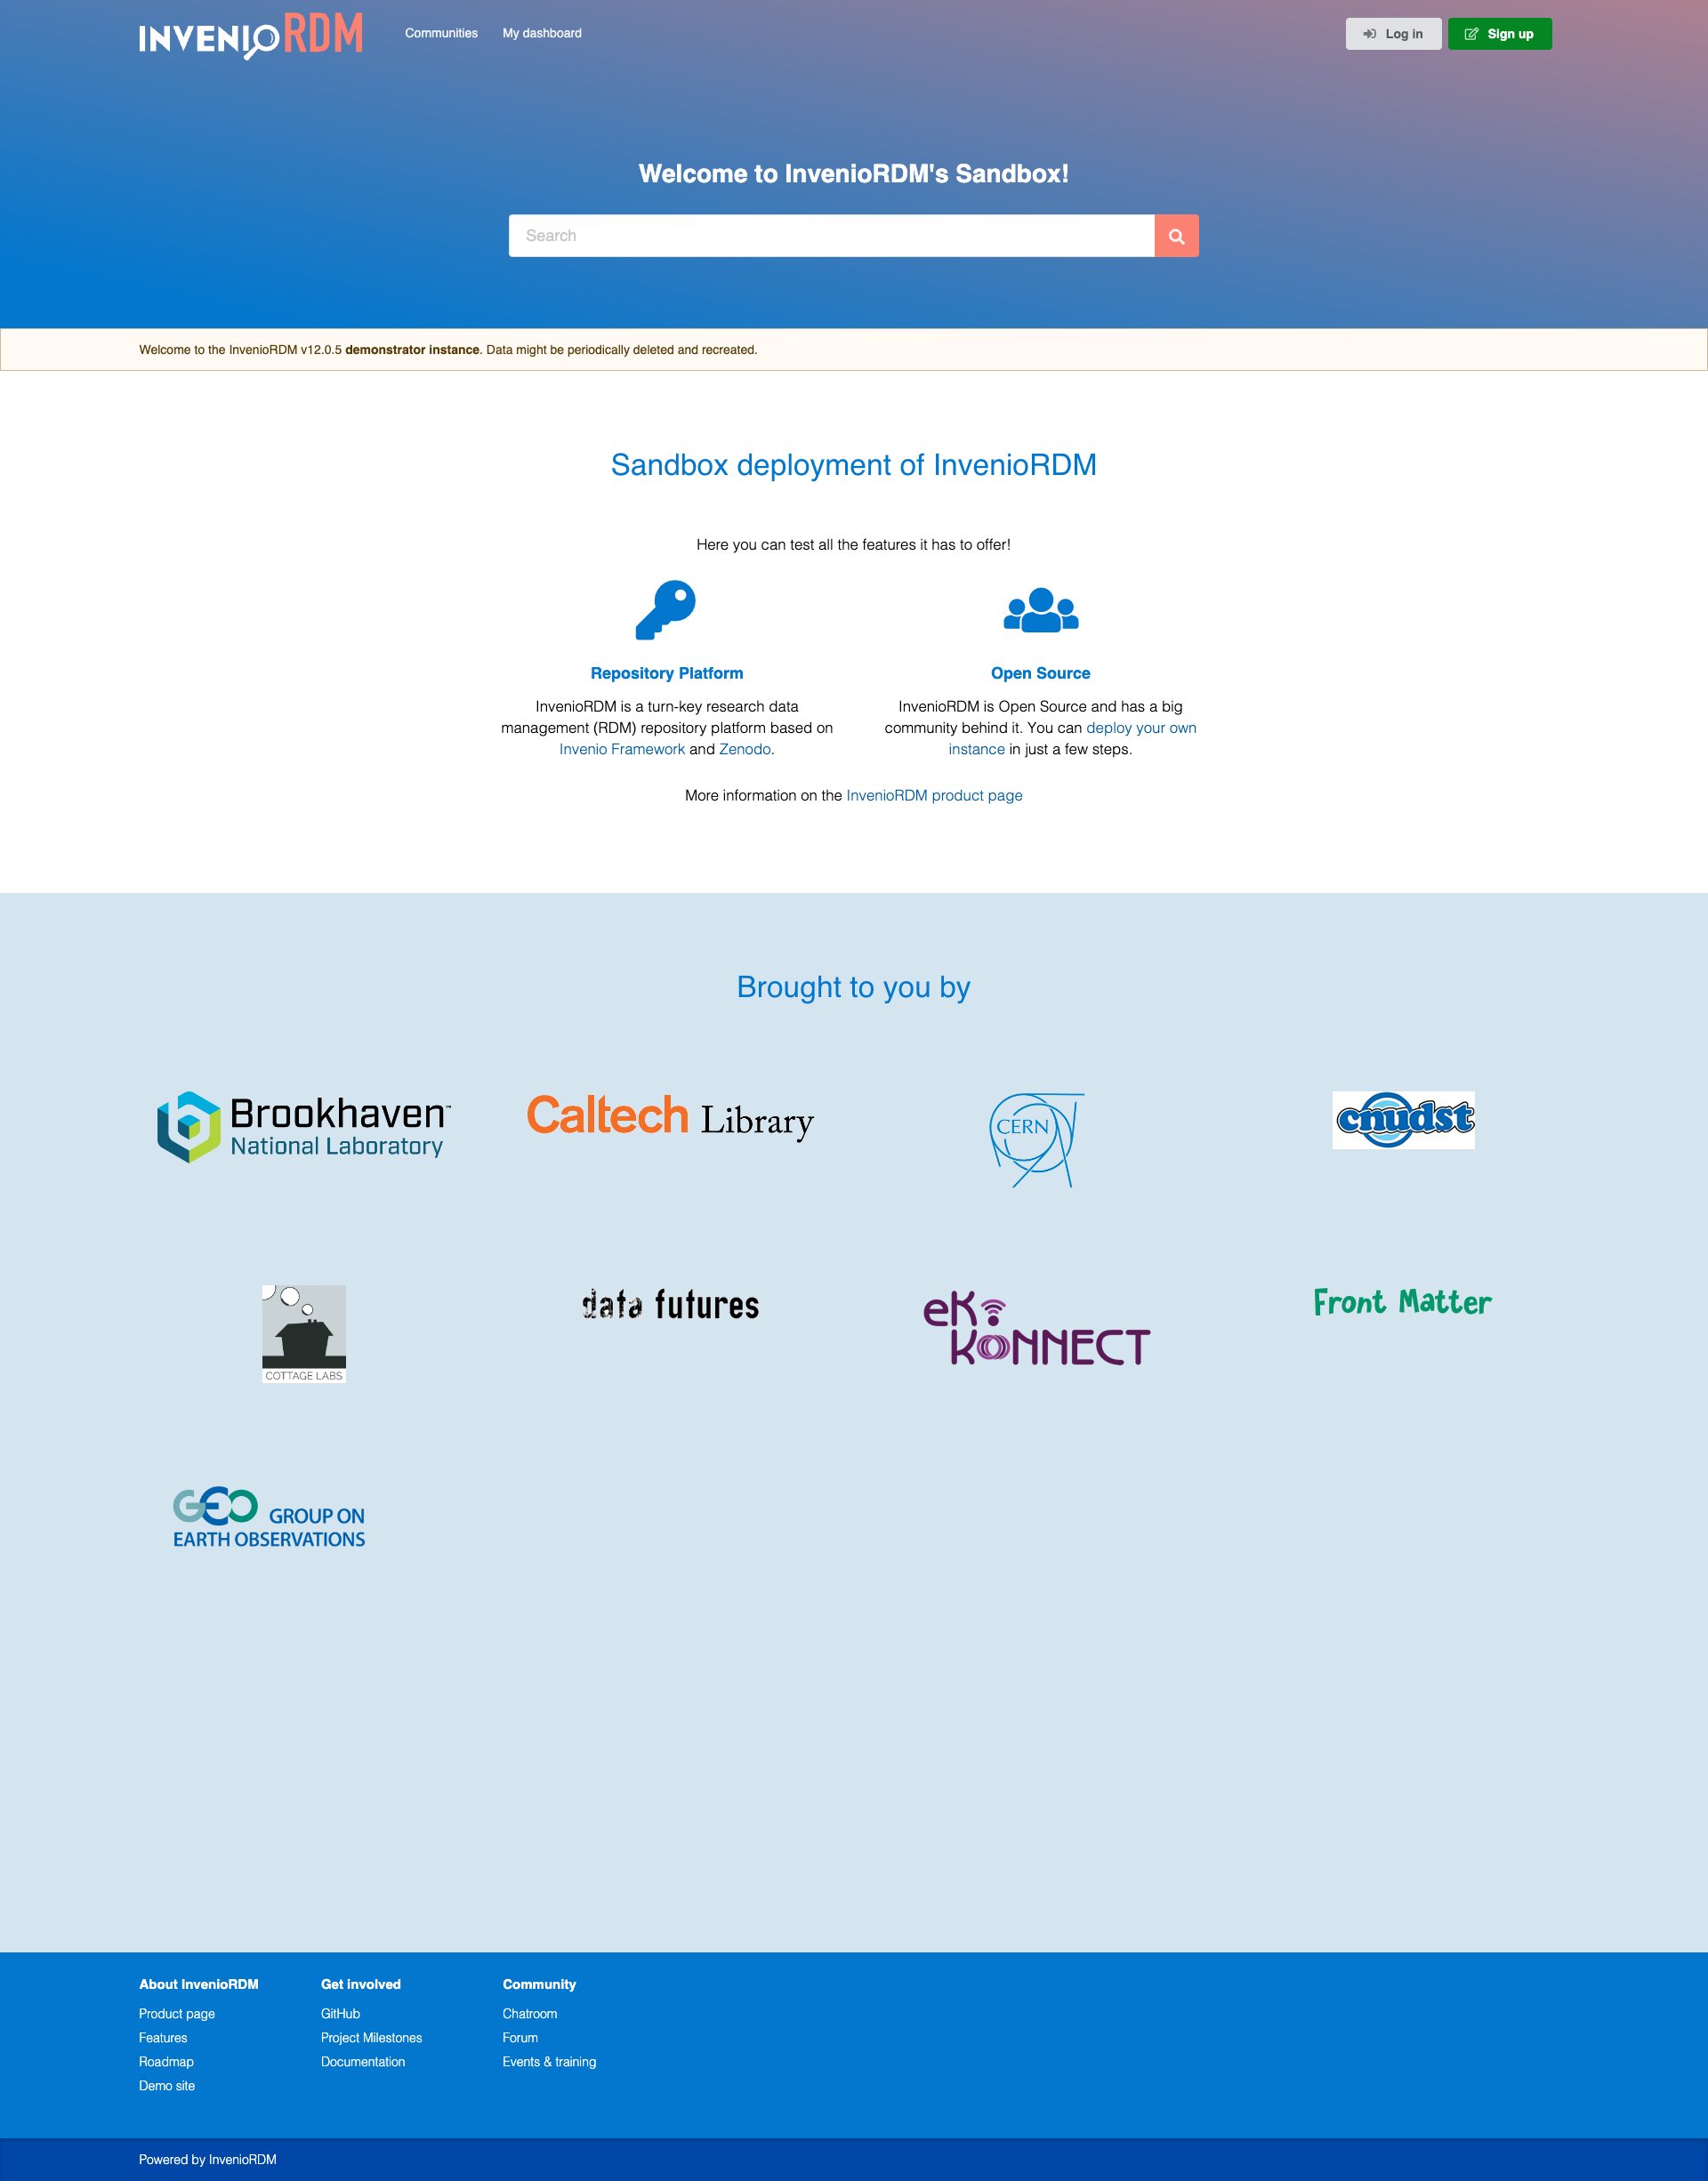 INVENIORDM
Communities
My dashboard
Log in
Sign up
Welcome to InvenioRDM's Sandbox!
Search
Welcome to the InvenioRDM v12.0.5 demonstrator instance. Data might be periodically deleted and recreated.
Sandbox deployment of InvenioRDM
Here you can test all the features it has to offer!
Repository Platform
InvenioRDM is a turn-key research data
management (RDM) repository platform based on
Invenio Framework and Zenodo.
Open Source
InvenioRDM is Open Source and has a big
community behind it. You can deploy your own
instance in just a few steps.
More information on the InvenioRDM product page
Brought to you by
Brookhaven™
National Laboratory
Caltech Library
CERN
cnudst
COTTAGE LABS
data futures
eKo
KONNECT
Front Matter
GEO GROUP ON
EARTH OBSERVATIONS
About InvenioRDM
Product page
Features
Roadmap
Demo site
Get involved
GitHub
Project Milestones
Documentation
Community
Chatroom
Forum
Events & training
Powered by InvenioRDM